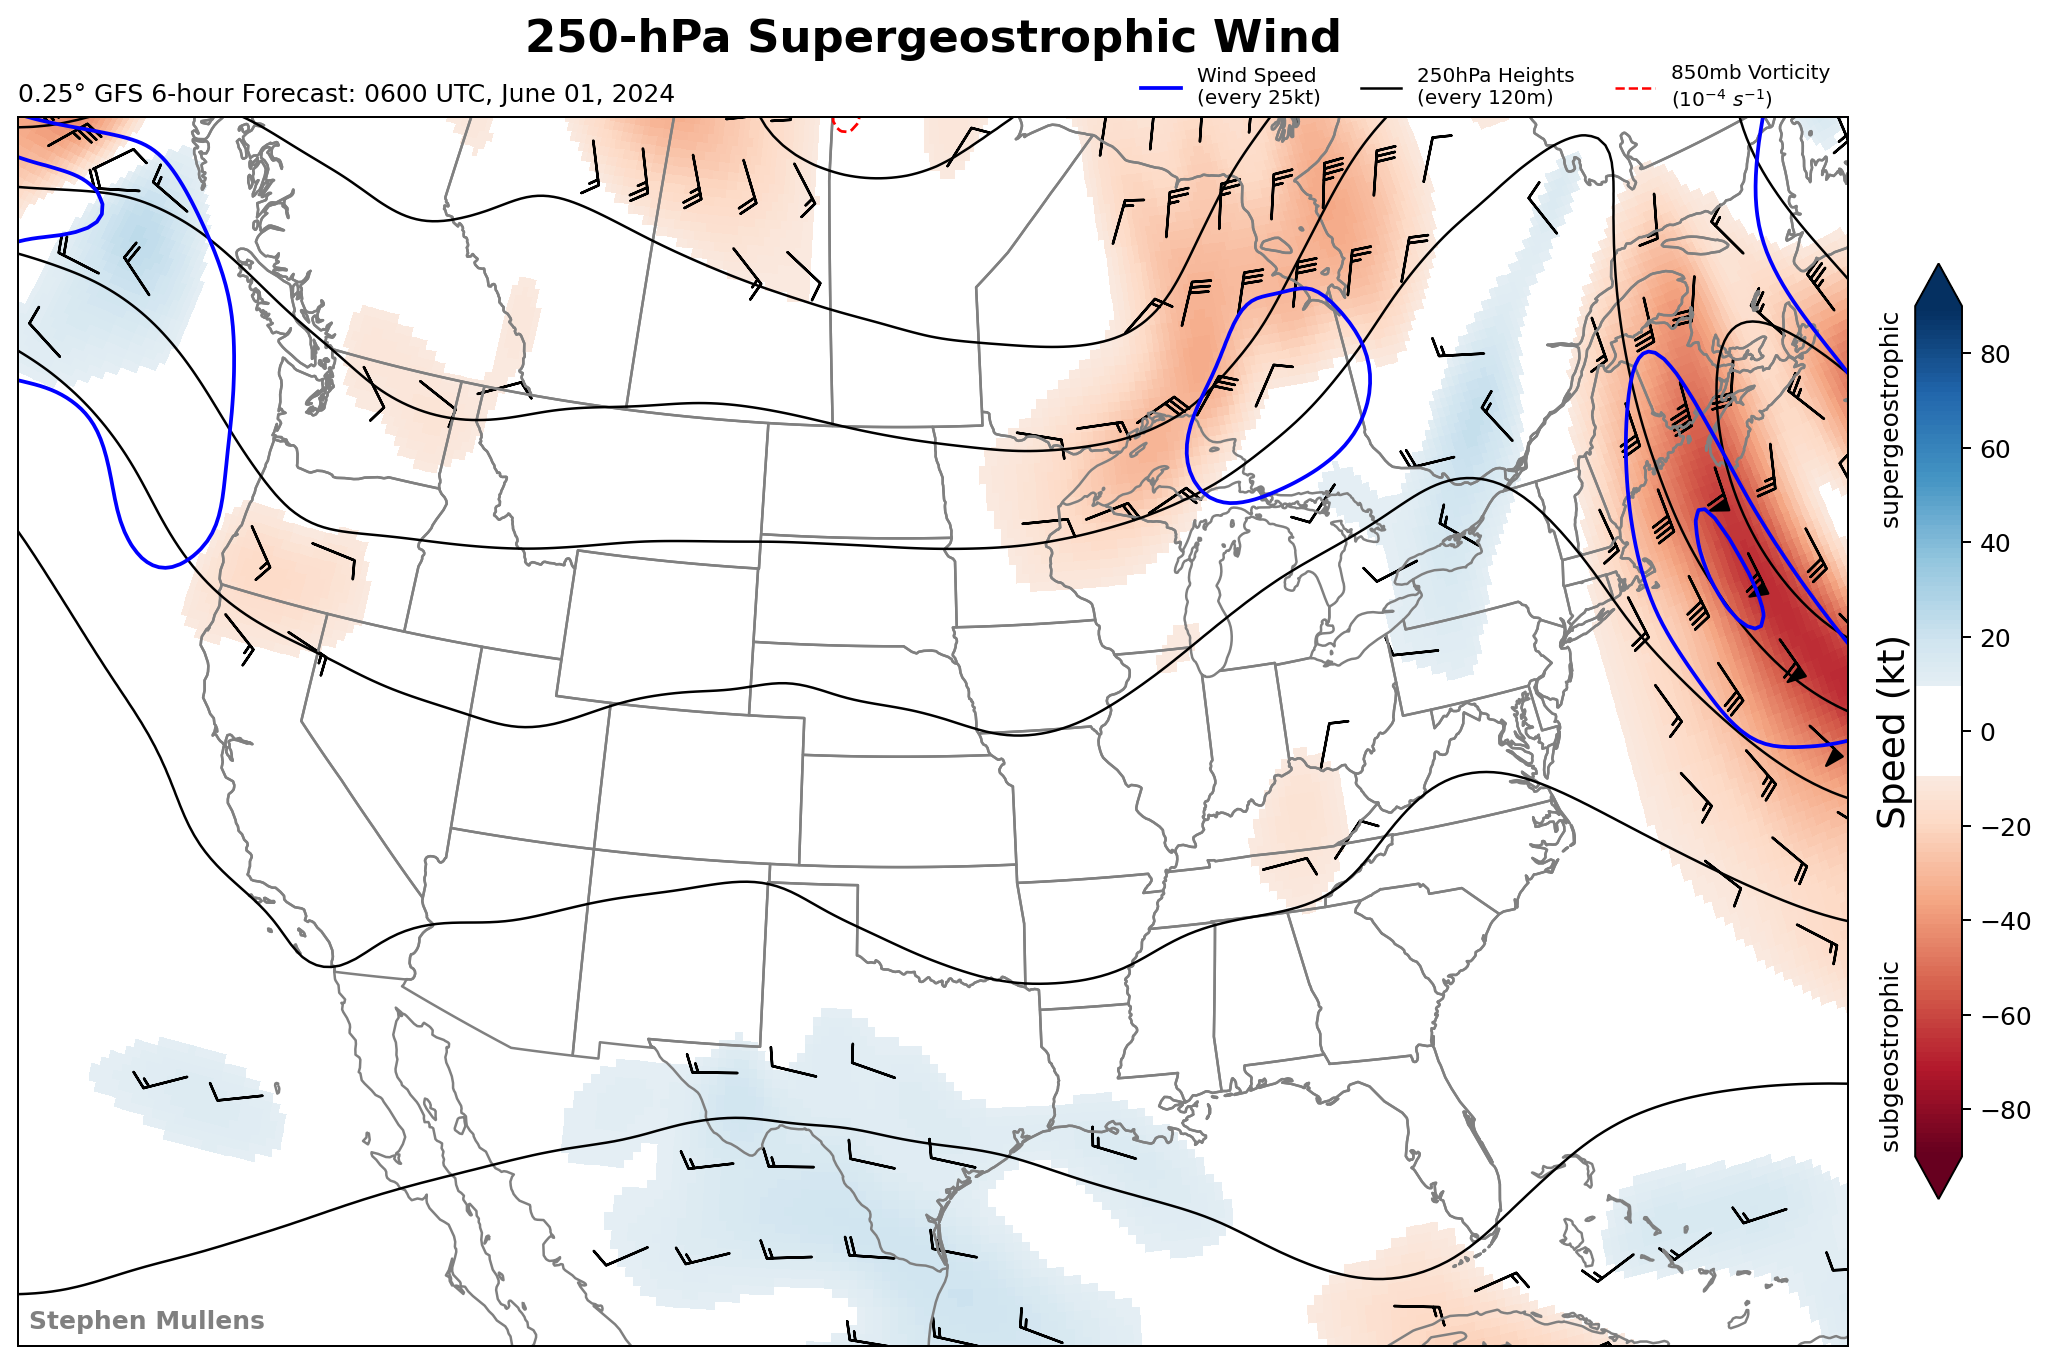 250-hPa Supergeostrophic Wind
0.25° GFS 6-hour Forecast: 0600 UTC, June 01, 2024
Wind Speed
(every 25kt)
250hPa Heights
(every 120m)
850mb Vorticity
(10⁻⁴ s⁻¹)
supergeostrophic
Speed (kt)
subgeostrophic
80
60
40
20
0
−20
−40
−60
−80
Stephen Mullens